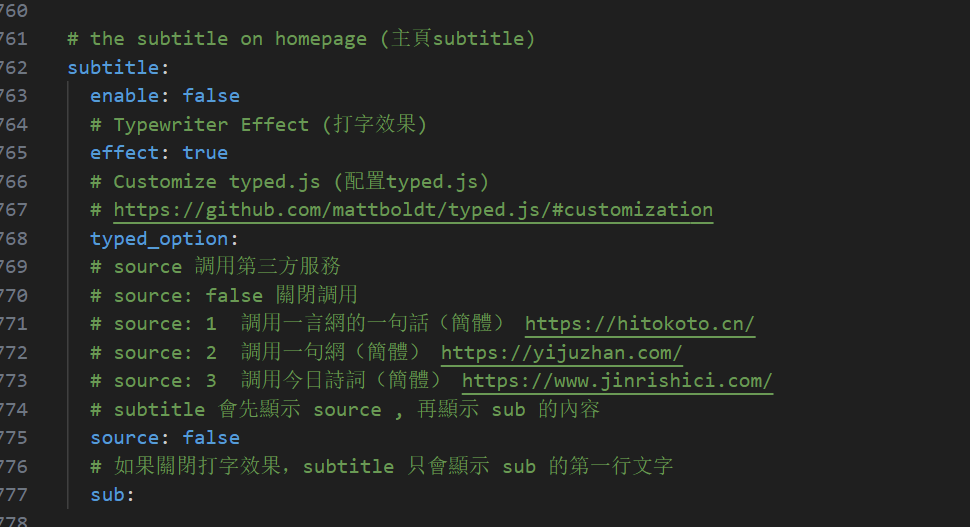 760
761 # the subtitle on homepage (主頁subtitle)
762 subtitle:
763 enable: false
764 # Typewriter Effect (打字效果)
765 effect: true
766 # Customize typed.js (配置typed.js)
767 # https://github.com/mattboldt/typed.js/#customization
768 typed_option:
769 # source 調用第三方服務
770 # source: false 關閉調用
771 # source: 1 調用一言網的一句話（簡體） https://hitokoto.cn/
772 # source: 2 調用一句網（簡體） https://yijuzhan.com/
773 # source: 3 調用今日詩詞（簡體） https://www.jinrishici.com/
774 # subtitle 會先顯示 source , 再顯示 sub 的內容
775 source: false
776 # 如果關閉打字效果，subtitle 只會顯示 sub 的第一行文字
777 sub:
778